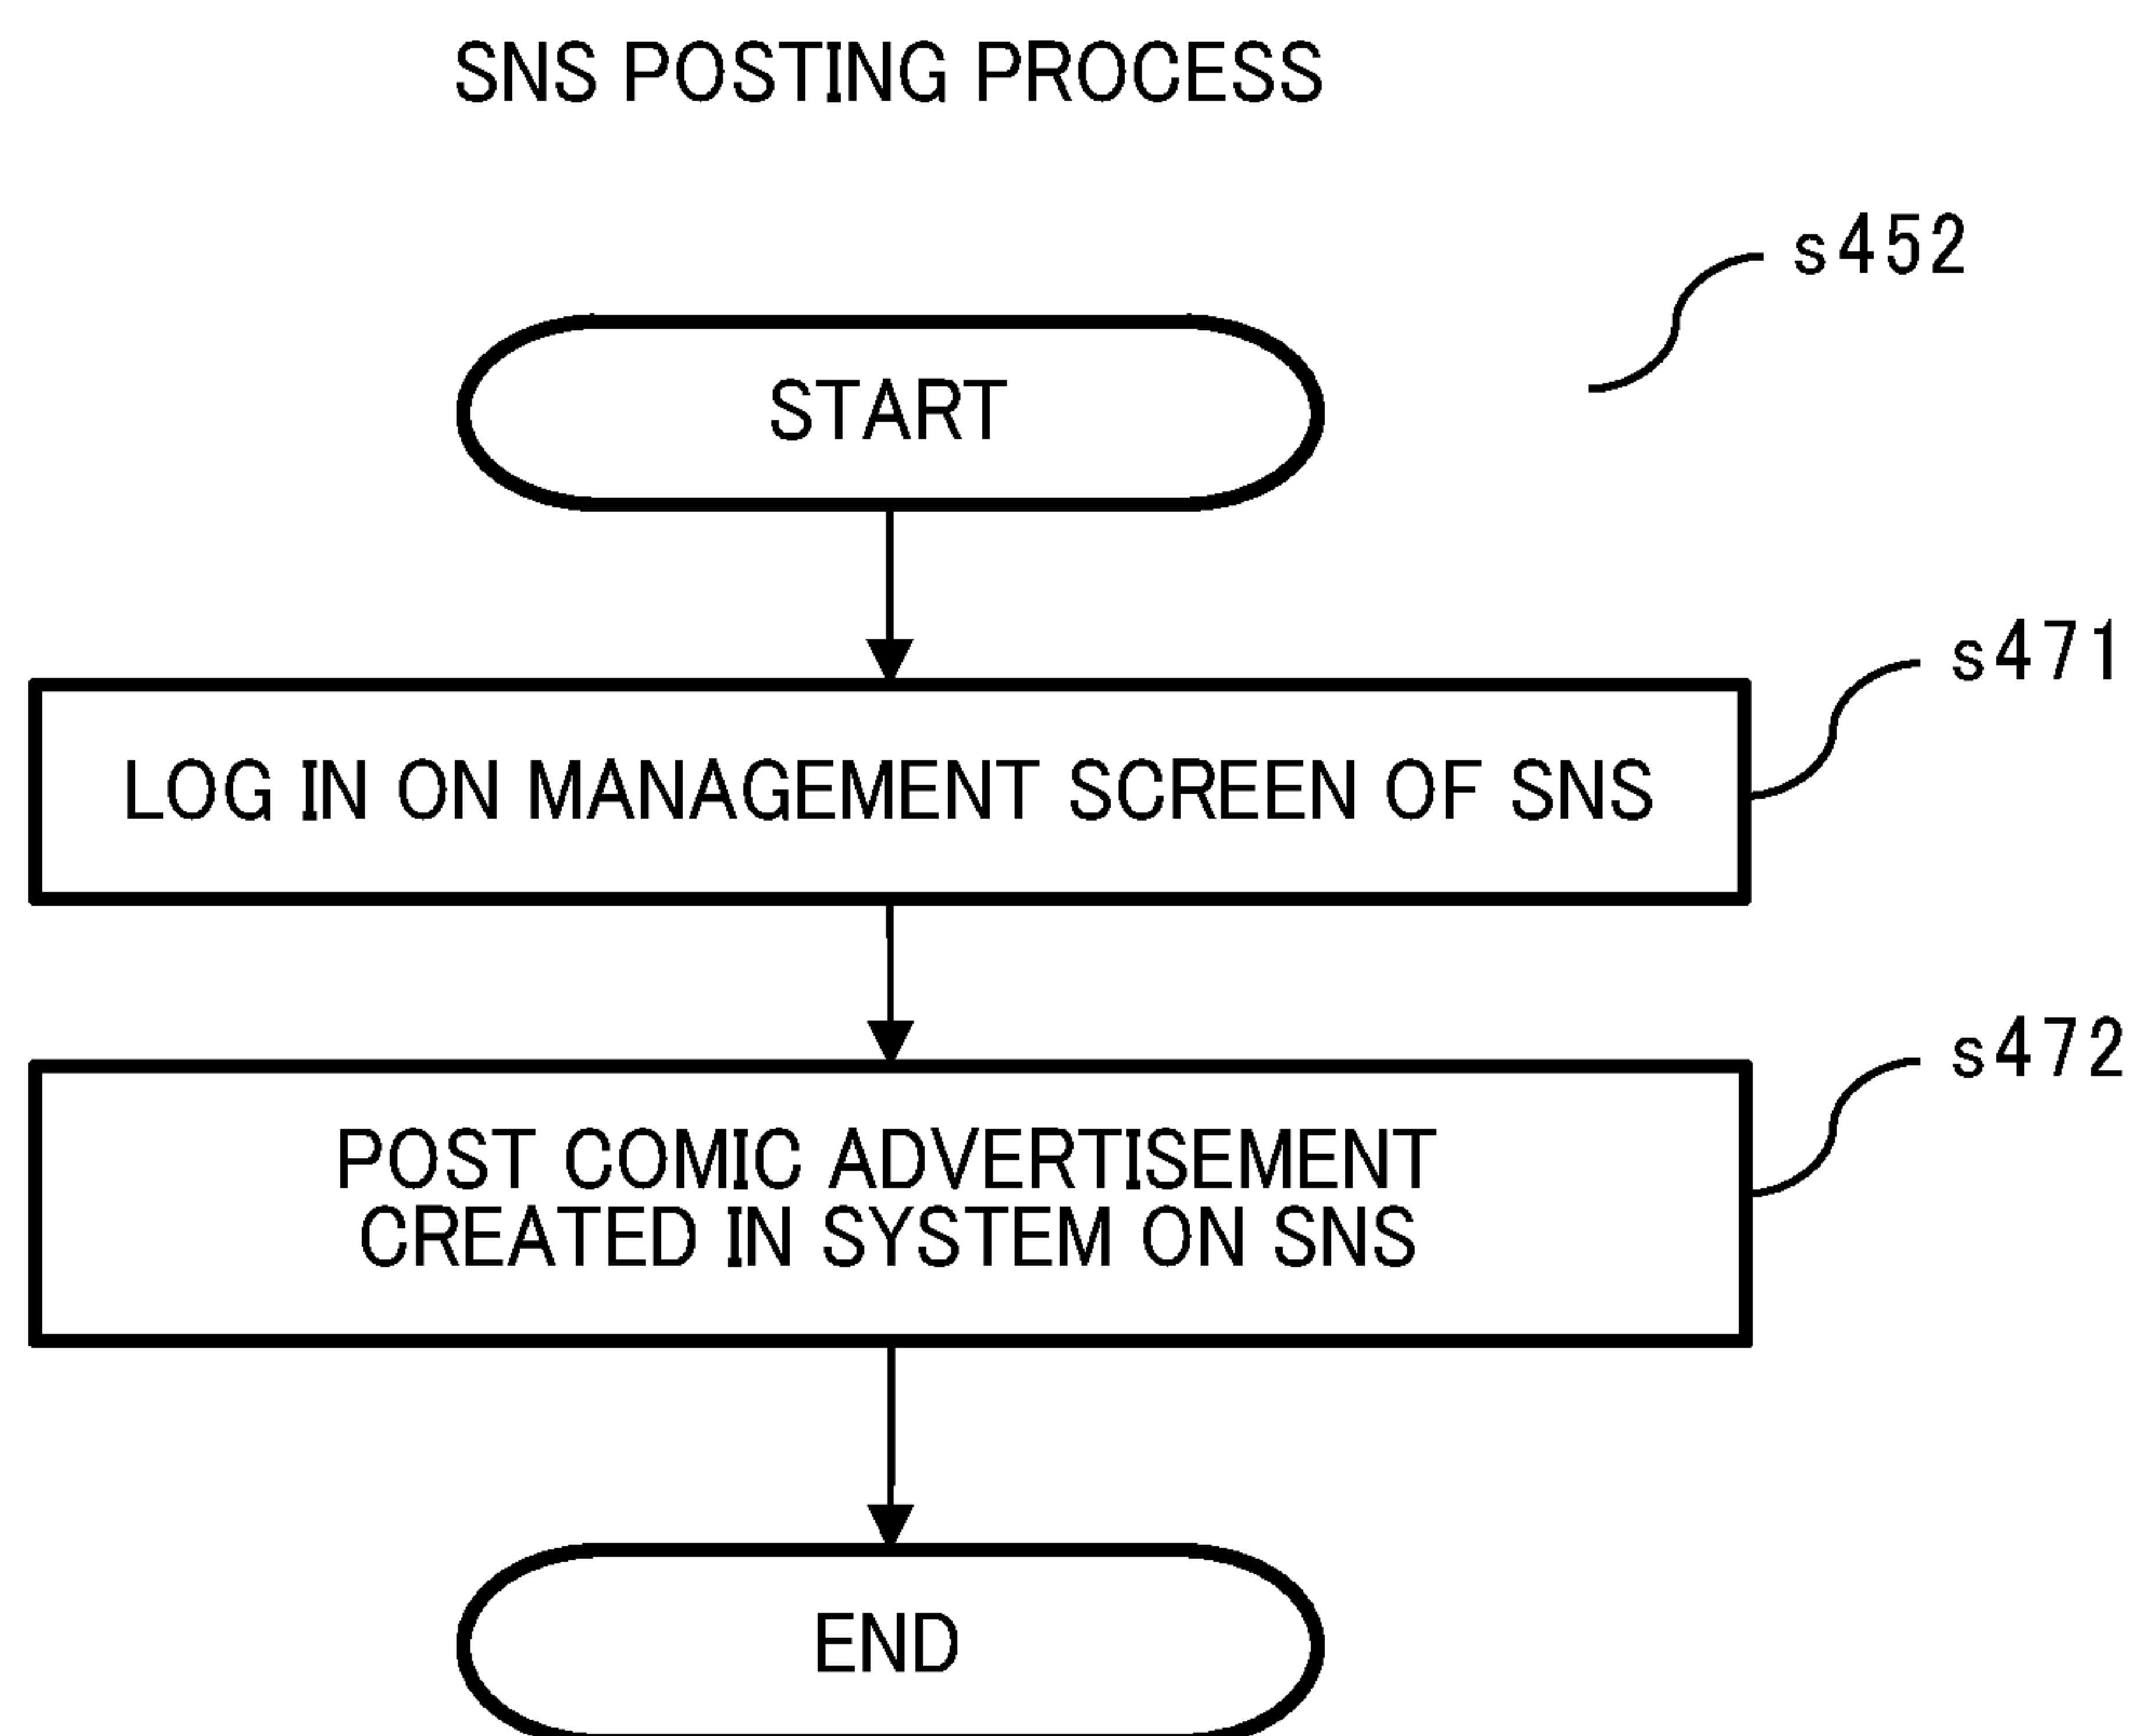 SNS POSTING PROCESS
s452
START
s471
LOG IN ON MANAGEMENT SCREEN OF SNS
s472
POST COMIC ADVERTISEMENT
CREATED IN SYSTEM ON SNS
END